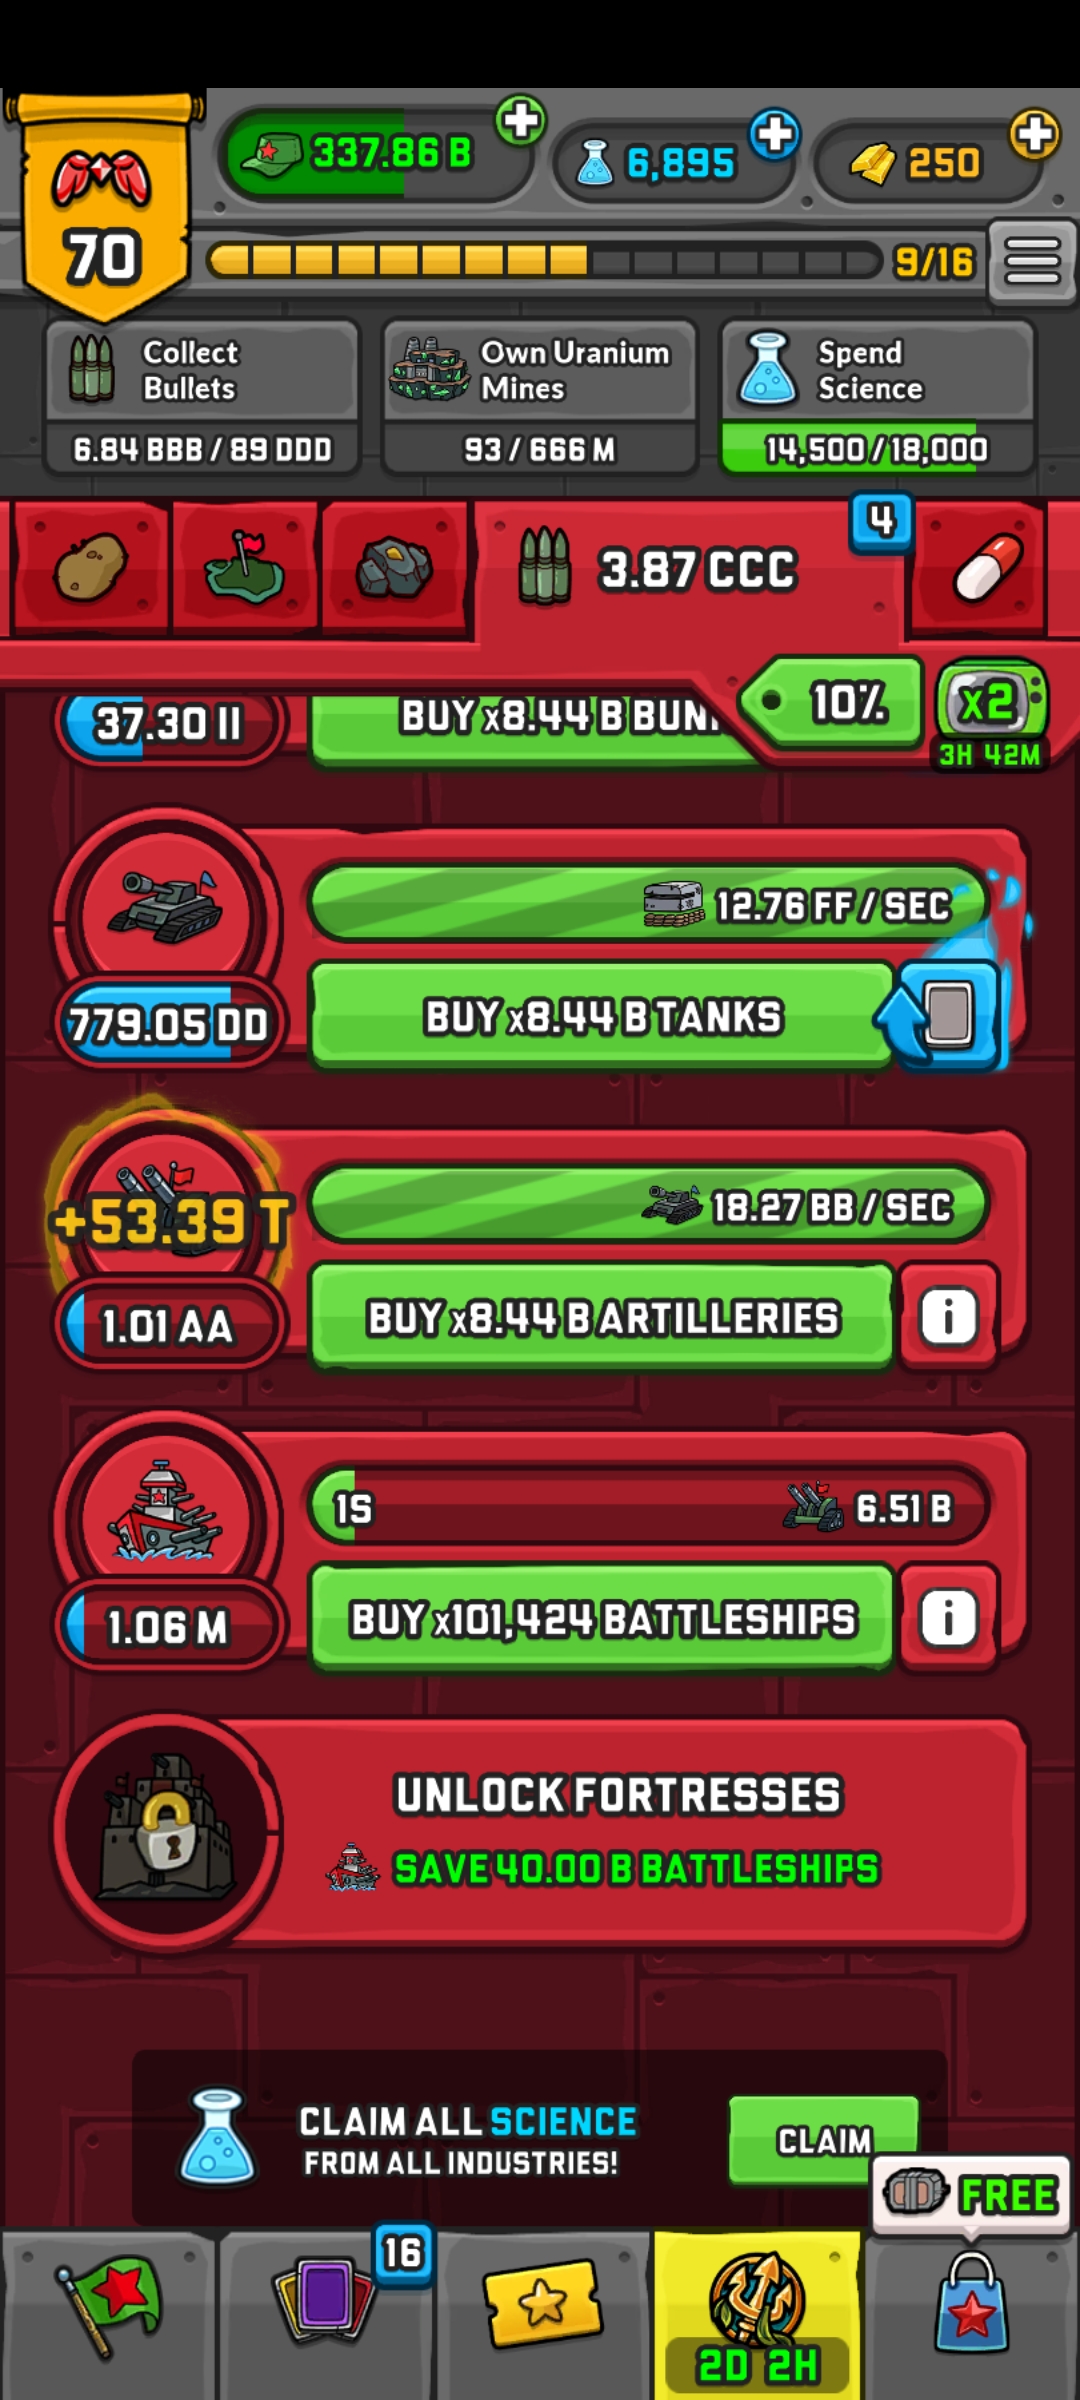 337.86 B
6,895
250
70
9/16
Collect
Bullets
6.84 BBB / 89 DDD
Own Uranium
Mines
93 / 666 M
Spend
Science
14,500/18,000
3.87 CCC
4
10%
x2
3H 42M
37.30 II
BUY x8.44 B BUN
12.76 FF / SEC
779.05 DD
BUY x8.44 B TANKS
+53.39 T
18.27 BB / SEC
1.01 AA
BUY x8.44 B ARTILLERIES
i
1S
6.51 B
1.06 M
BUY x101,424 BATTLESHIPS
i
UNLOCK FORTRESSES
SAVE 40.00 B BATTLESHIPS
CLAIM ALL SCIENCE
FROM ALL INDUSTRIES!
CLAIM
FREE
16
2D 2H